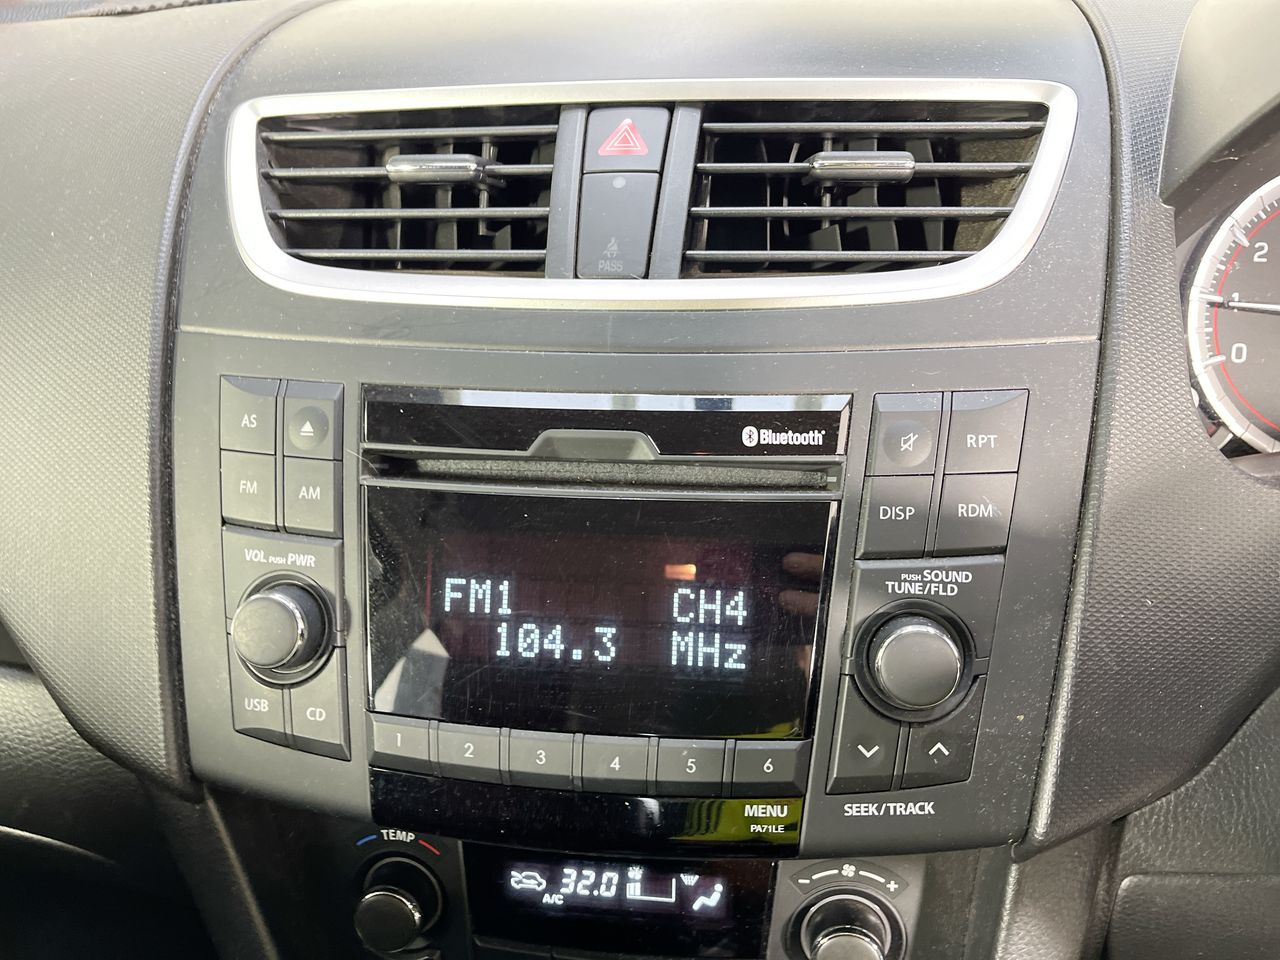 PASS
2
1
0
Bluetooth
AS
FM
AM
RPT
DISP
RDM
VOL PUSH PWR
PUSH SOUND
TUNE/FLD
FM1 CH4
104.3 MHz
USB
CD
1 2 3 4 5 6
MENU
PA71LE
SEEK/TRACK
TEMP
32.0
A/C
- +